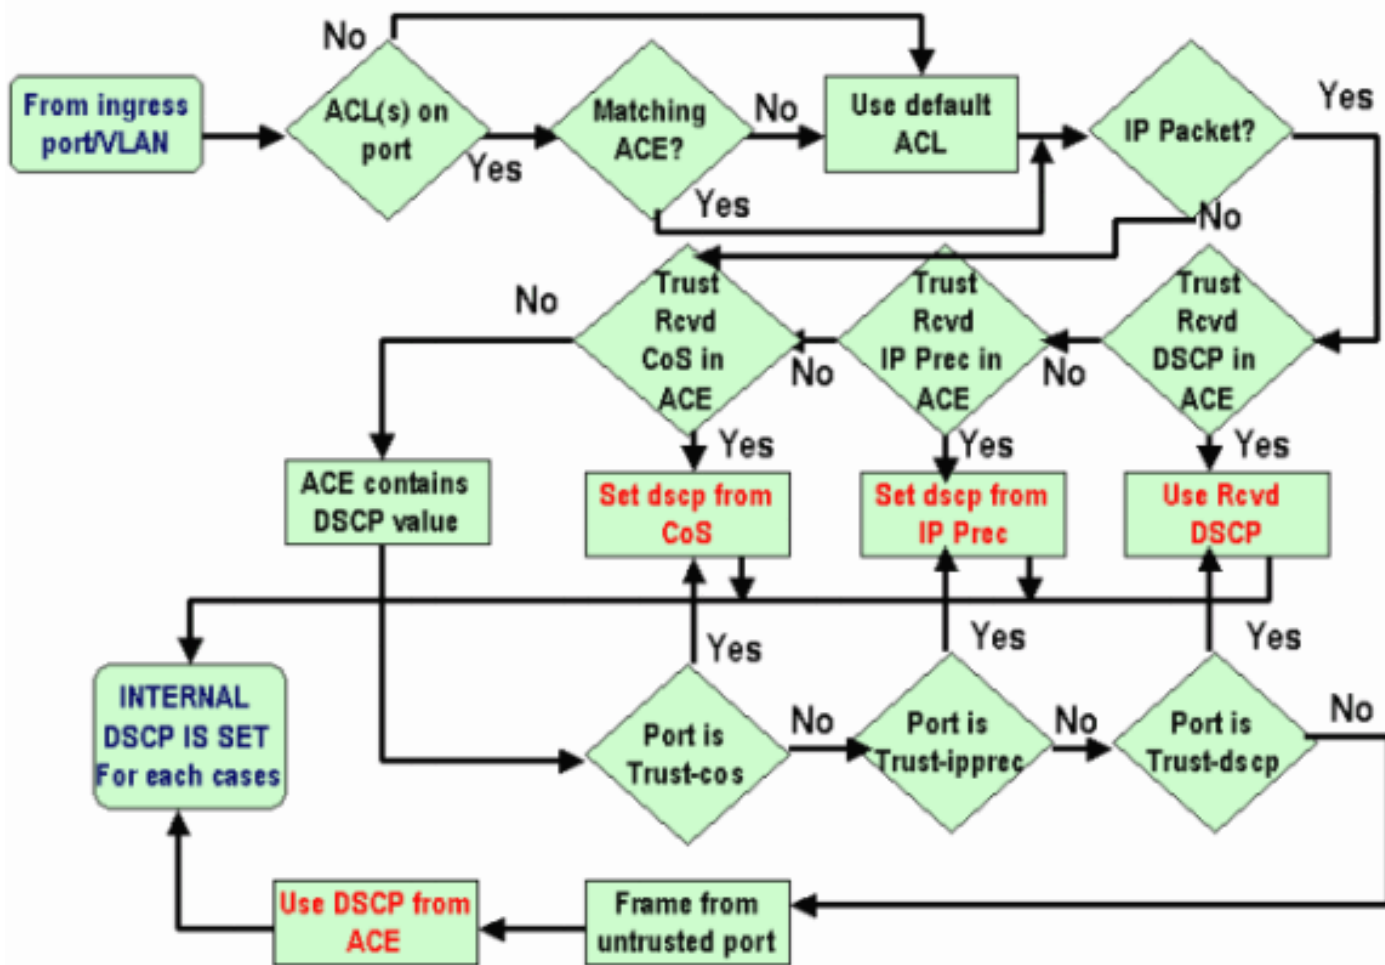 No
From ingress
port/VLAN
ACL(s) on
port
Yes
Matching
ACE?
No
Yes
Use default
ACL
IP Packet?
Yes
No
Trust
Rcvd
DSCP in
ACE
No
Yes
Trust
Rcvd
IP Prec in
ACE
No
Yes
Trust
Rcvd
CoS in
ACE
No
Yes
ACE contains
DSCP value
Set dscp from
CoS
Set dscp from
IP Prec
Use Rcvd
DSCP
Yes
Yes
Yes
INTERNAL
DSCP IS SET
For each cases
Port is
Trust-cos
No
Port is
Trust-ipprec
No
Port is
Trust-dscp
No
Use DSCP from
ACE
Frame from
untrusted port